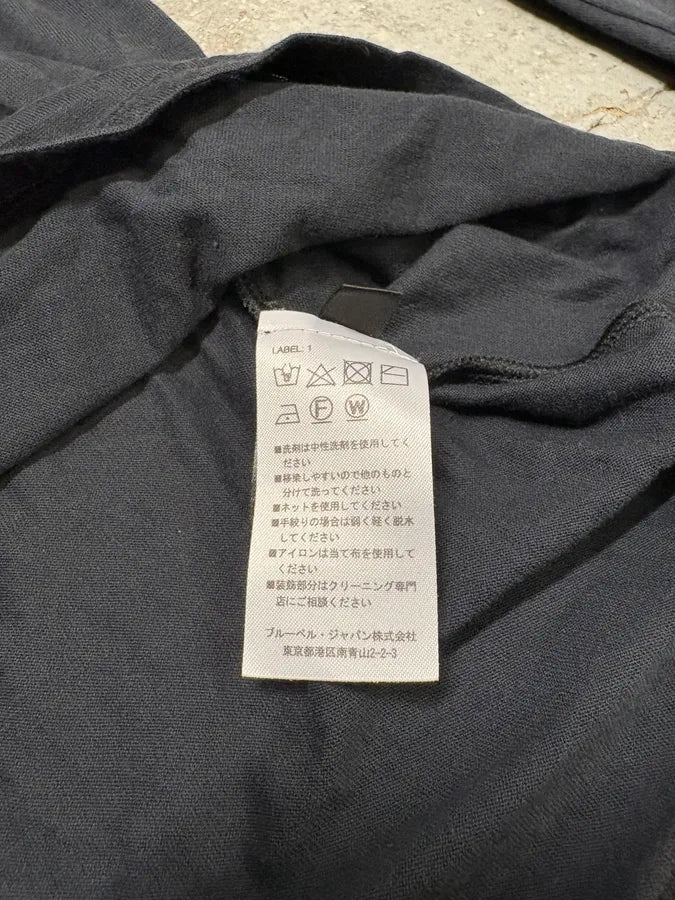 LABEL: 1
F W
■洗剤は中性洗剤を使用してく
ださい
■移染しやすいので他のものと
分けて洗ってください
■ネットを使用してください
■手絞りの場合は弱く軽く脱水
してください
■アイロンは当て布を使用して
ください
■装飾部分はクリーニング専門
店にご相談ください
ブルーベル・ジャパン株式会社
東京都港区南青山2-2-3